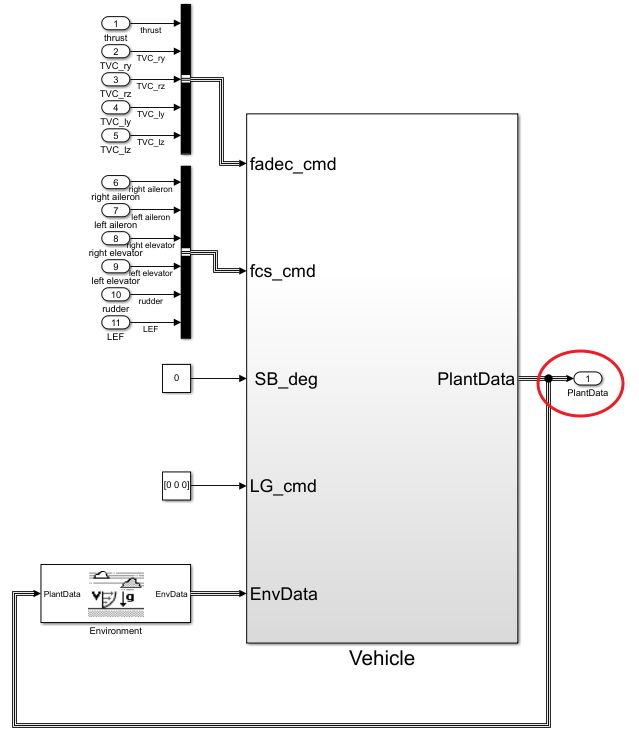 1
thrust
thrust
2
TVC_ry
TVC_ry
3
TVC_rz
TVC_rz
4
TVC_ly
TVC_ly
5
TVC_lz
TVC_lz
fadec_cmd
6
right aileron
right aileron
7
left aileron
left aileron
8
right elevator
right elevator
9
left elevator
left elevator
10
rudder
rudder
11
LEF
LEF
fcs_cmd
0
SB_deg
PlantData
1
PlantData
[0 0 0]
LG_cmd
PlantData
V
g
EnvData
Environment
EnvData
Vehicle